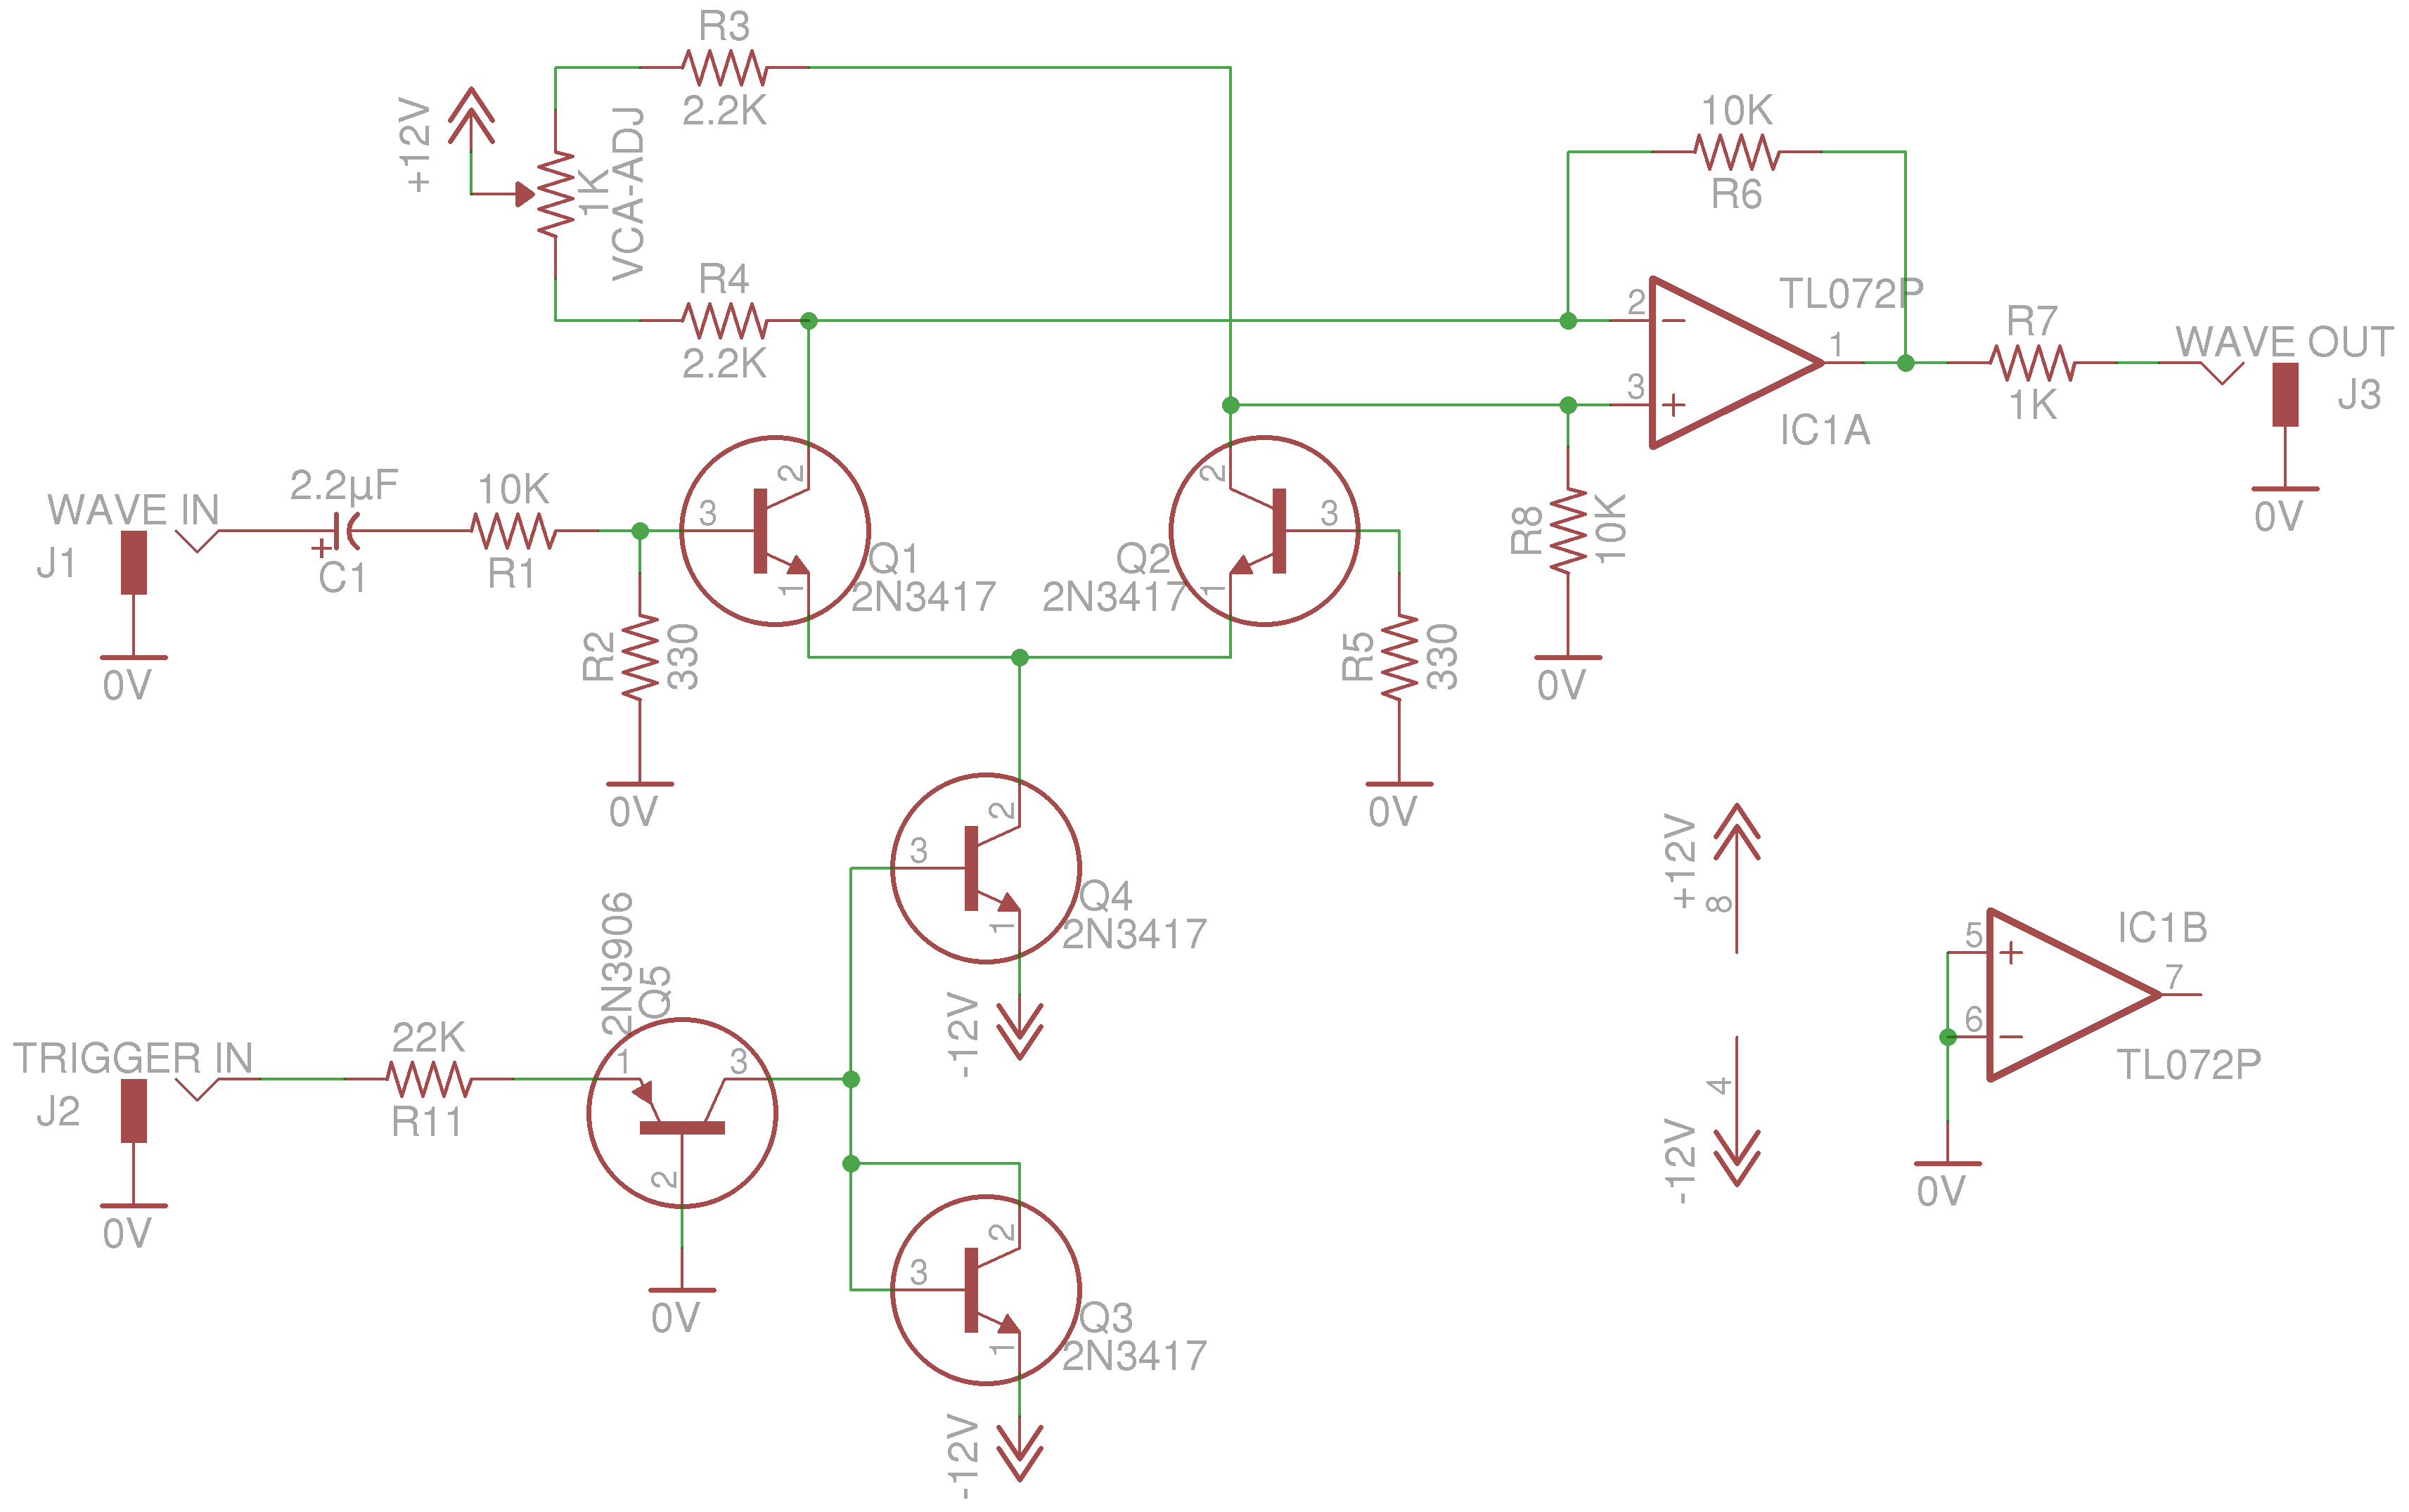 R3
2.2K
+12V
1K
VCA-ADJ
R4
2.2K
10K
R6
2
3
1
TL072P
IC1A
R7
1K
WAVE OUT
J3
0V
WAVE IN
J1
0V
2.2µF
+
C1
10K
R1
3
2
1
Q1
2N3417
R2
330
0V
2
3
1
Q2
2N3417
R5
330
0V
R8
10K
0V
3
2
1
Q4
2N3417
-12V
TRIGGER IN
J2
0V
22K
R11
2N3906
Q5
1
3
2
0V
3
2
1
Q3
2N3417
-12V
+12V
8
4
-12V
5
6
7
IC1B
TL072P
0V